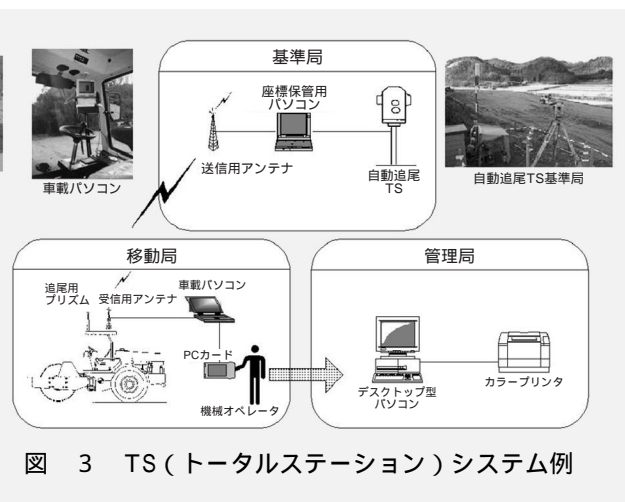 基準局
座標保管用
パソコン
送信用アンテナ
自動追尾
TS
車載パソコン
自動追尾TS基準局
移動局
追尾用
プリズム
受信用アンテナ
車載パソコン
PCカード
機械オペレータ
管理局
デスクトップ型
パソコン
カラープリンタ
図 3 TS(トータルステーション)システム例